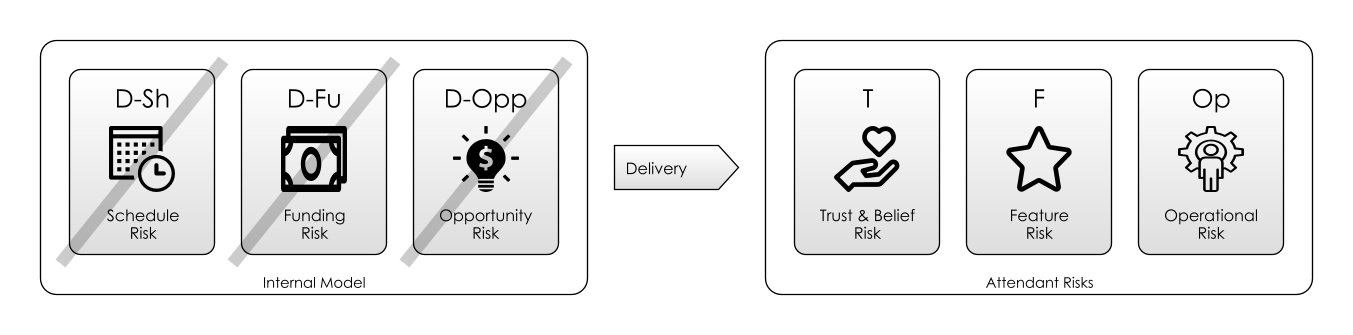 D-Sh
Schedule
Risk
D-Fu
Funding
Risk
D-Opp
$
Opportunity
Risk
Internal Model
Delivery
T
Trust & Belief
Risk
F
Feature
Risk
Op
Operational
Risk
Attendant Risks